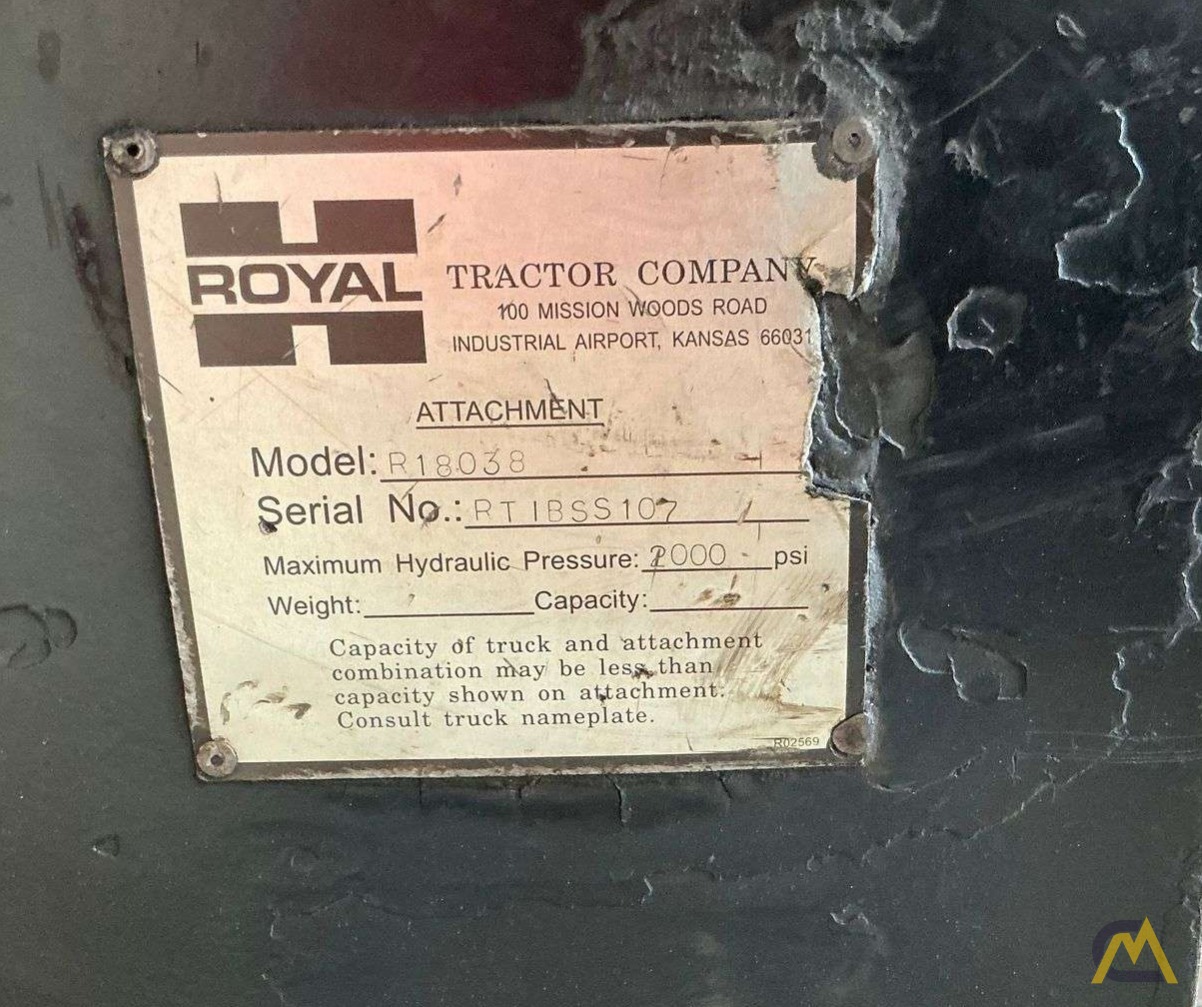 ROYAL
TRACTOR COMPANY
100 MISSION WOODS ROAD
INDUSTRIAL AIRPORT, KANSAS 66031
ATTACHMENT
Model: R18038
Serial No.: RT1BSS107
Maximum Hydraulic Pressure: 2000 psi
Weight: Capacity:
Capacity of truck and attachment
combination may be less than
capacity shown on attachment.
Consult truck nameplate.
R02569